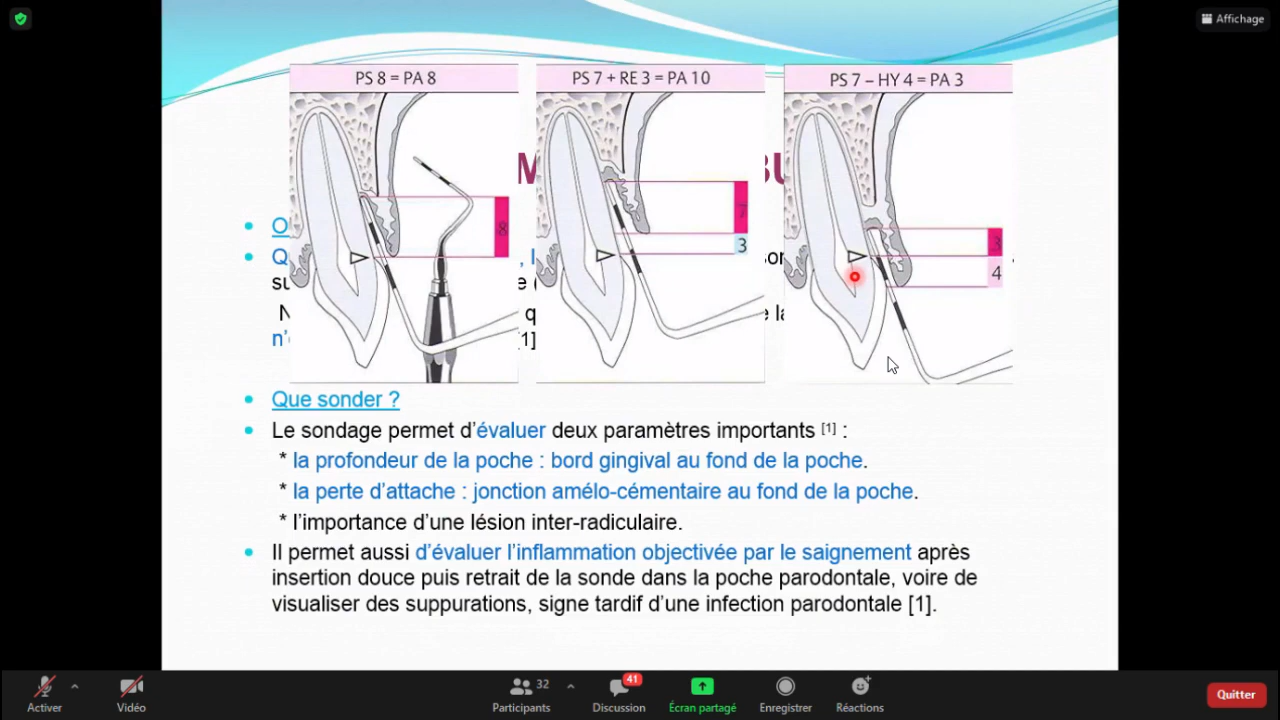 Affichage
PS 8 = PA 8
PS 7 + RE 3 = PA 10
PS 7 – HY 4 = PA 3
8
7
3
3
4
[1]
Que sonder ?
Le sondage permet d’évaluer deux paramètres importants [1] :
* la profondeur de la poche : bord gingival au fond de la poche.
* la perte d’attache : jonction amélo-cémentaire au fond de la poche.
* l’importance d’une lésion inter-radiculaire.
Il permet aussi d’évaluer l’inflammation objectivée par le saignement après
insertion douce puis retrait de la sonde dans la poche parodontale, voire de
visualiser des suppurations, signe tardif d’une infection parodontale [1].
Activer
Vidéo
32
Participants
41
Discussion
Écran partagé
Enregistrer
Réactions
Quitter